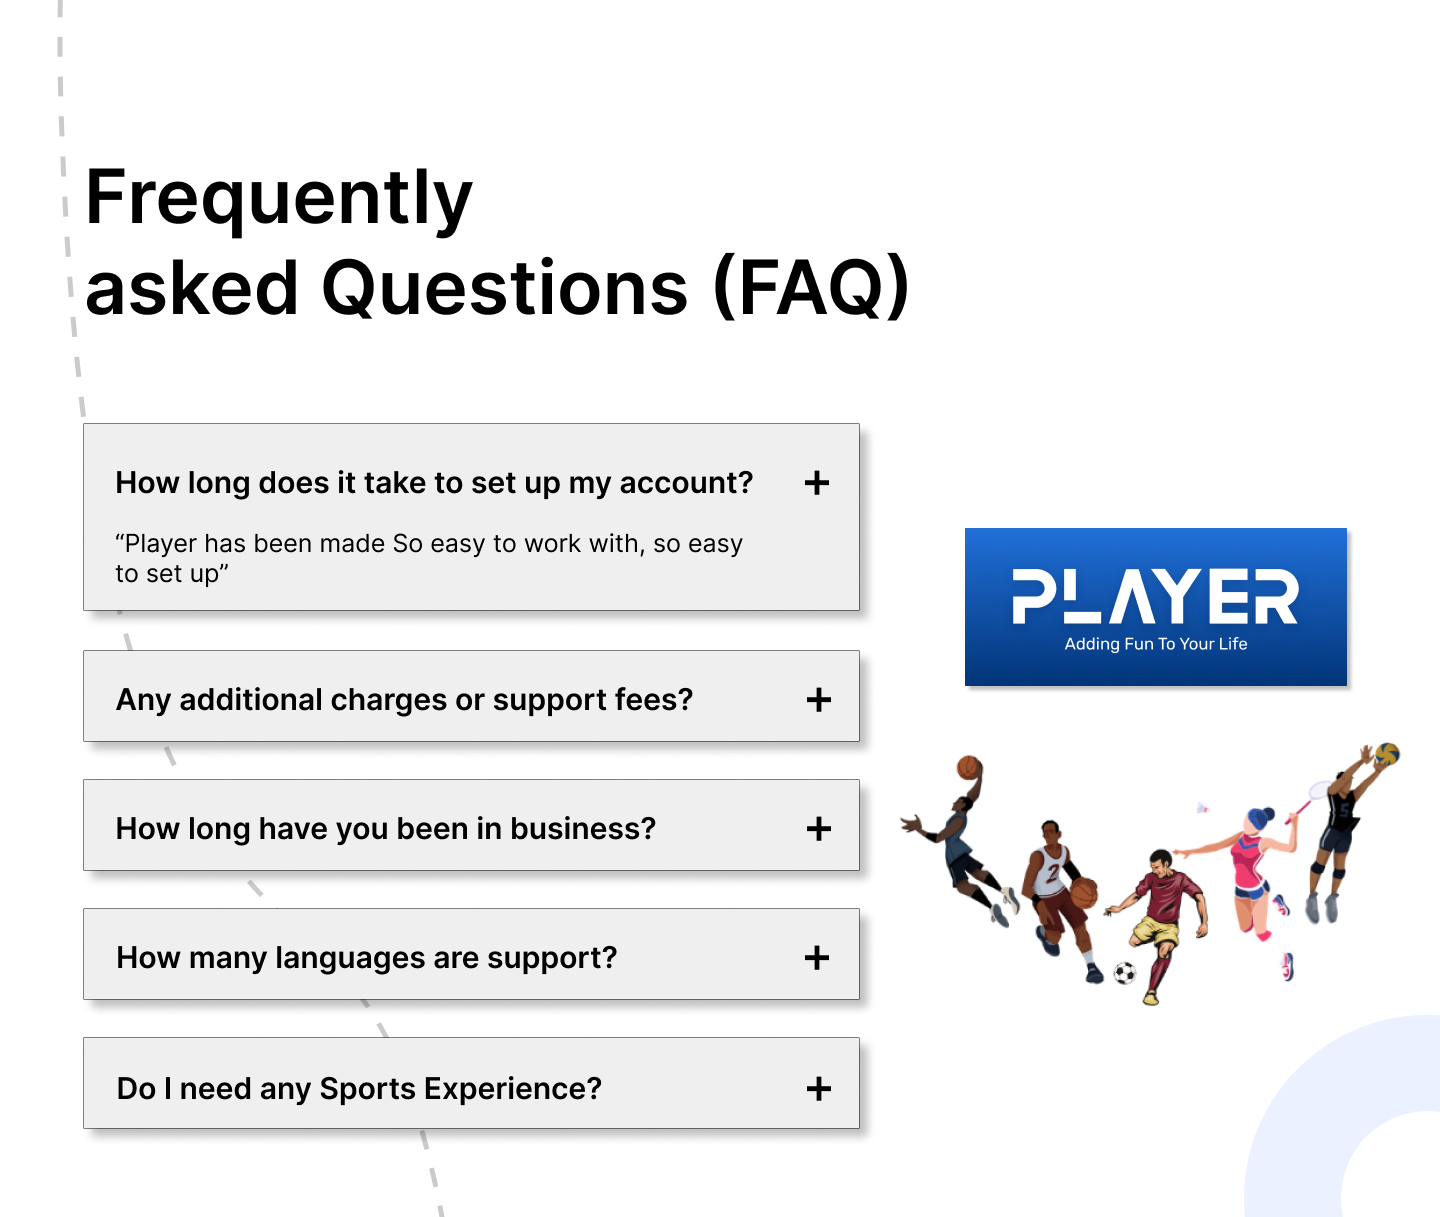 Frequently
asked Questions (FAQ)
How long does it take to set up my account?
“Player has been made So easy to work with, so easy
to set up”
Any additional charges or support fees?
How long have you been in business?
How many languages are support?
Do I need any Sports Experience?
PLAYER
Adding Fun To Your Life
2
5